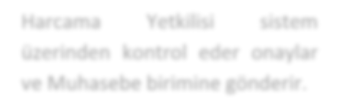 Harcama Yetkilisi sistem
üzerinden kontrol eder onaylar
ve Muhasebe birimine gönderir.